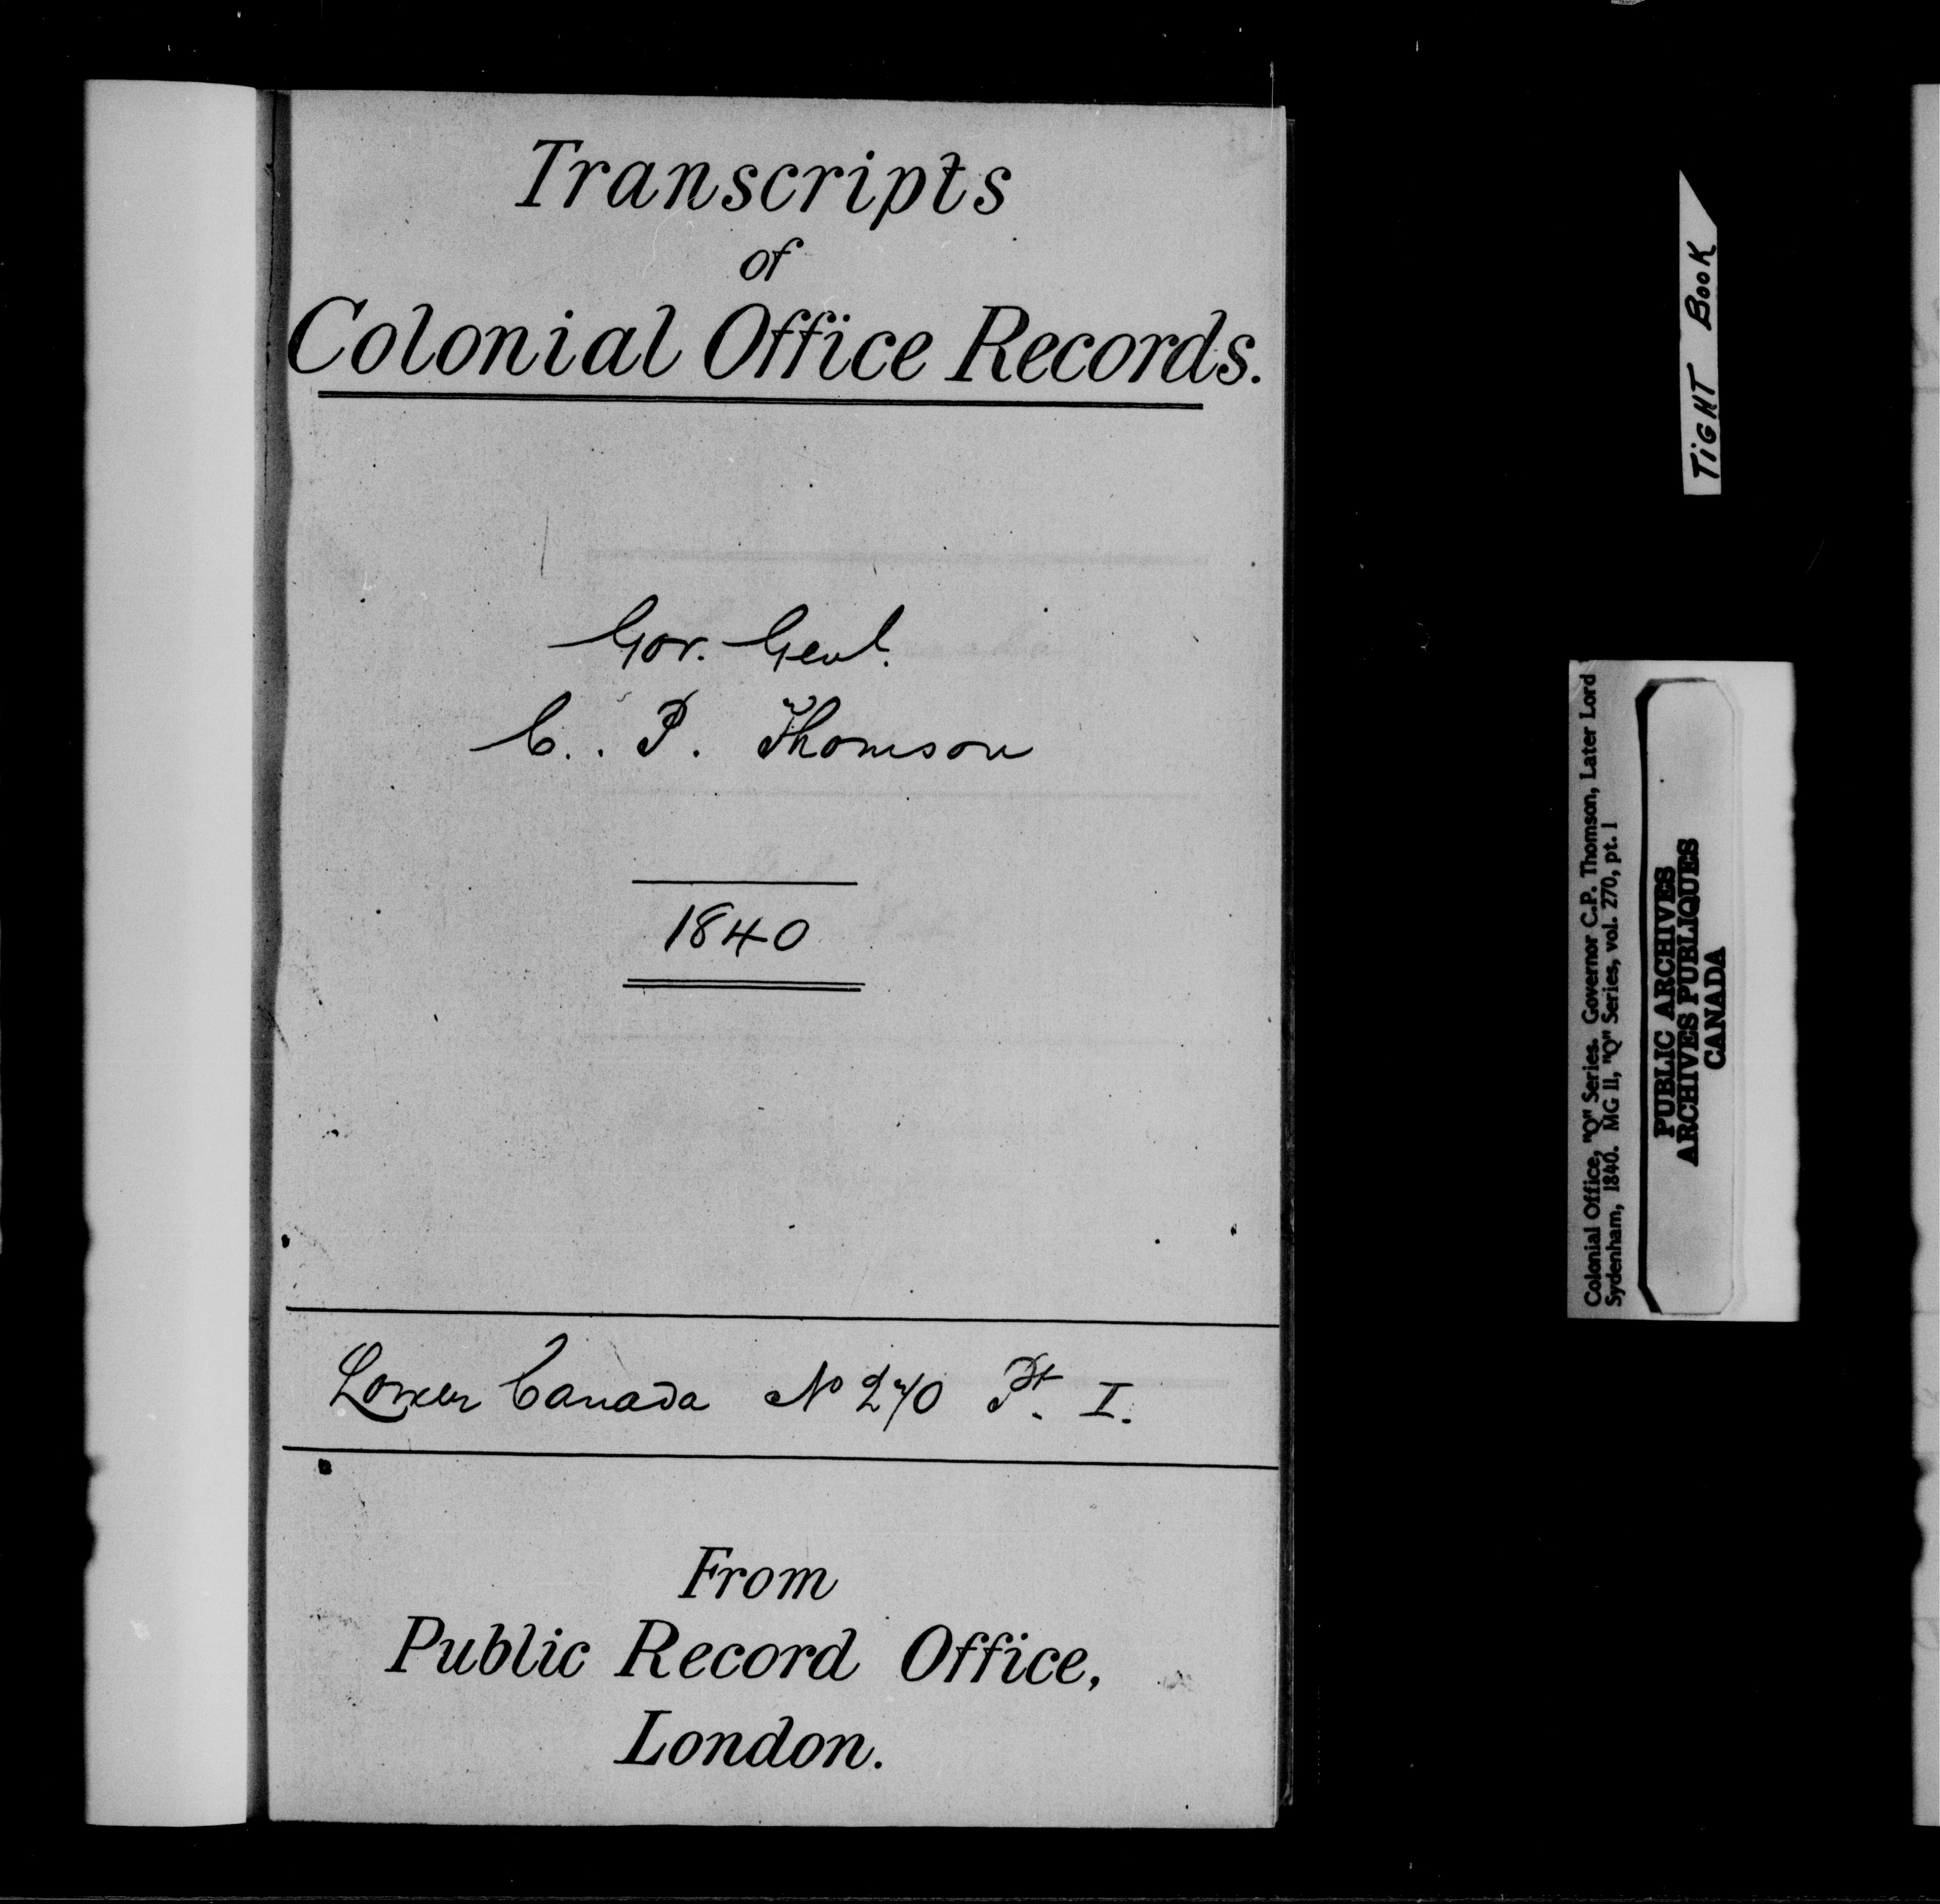 Transcripts
of
Colonial Office Records.
Gov. Genl.
C. P. Thomson
1840
Lower Canada No 270 Pt. I.
From
Public Record Office,
London.
TIGHT BOOK
Colonial Office, "Q" Series. Governor C.P. Thomson, Later Lord
Sydenham, 1840. MG 11, "Q" Series, vol. 270, pt. 1
PUBLIC ARCHIVES
ARCHIVES PUBLIQUES
CANADA